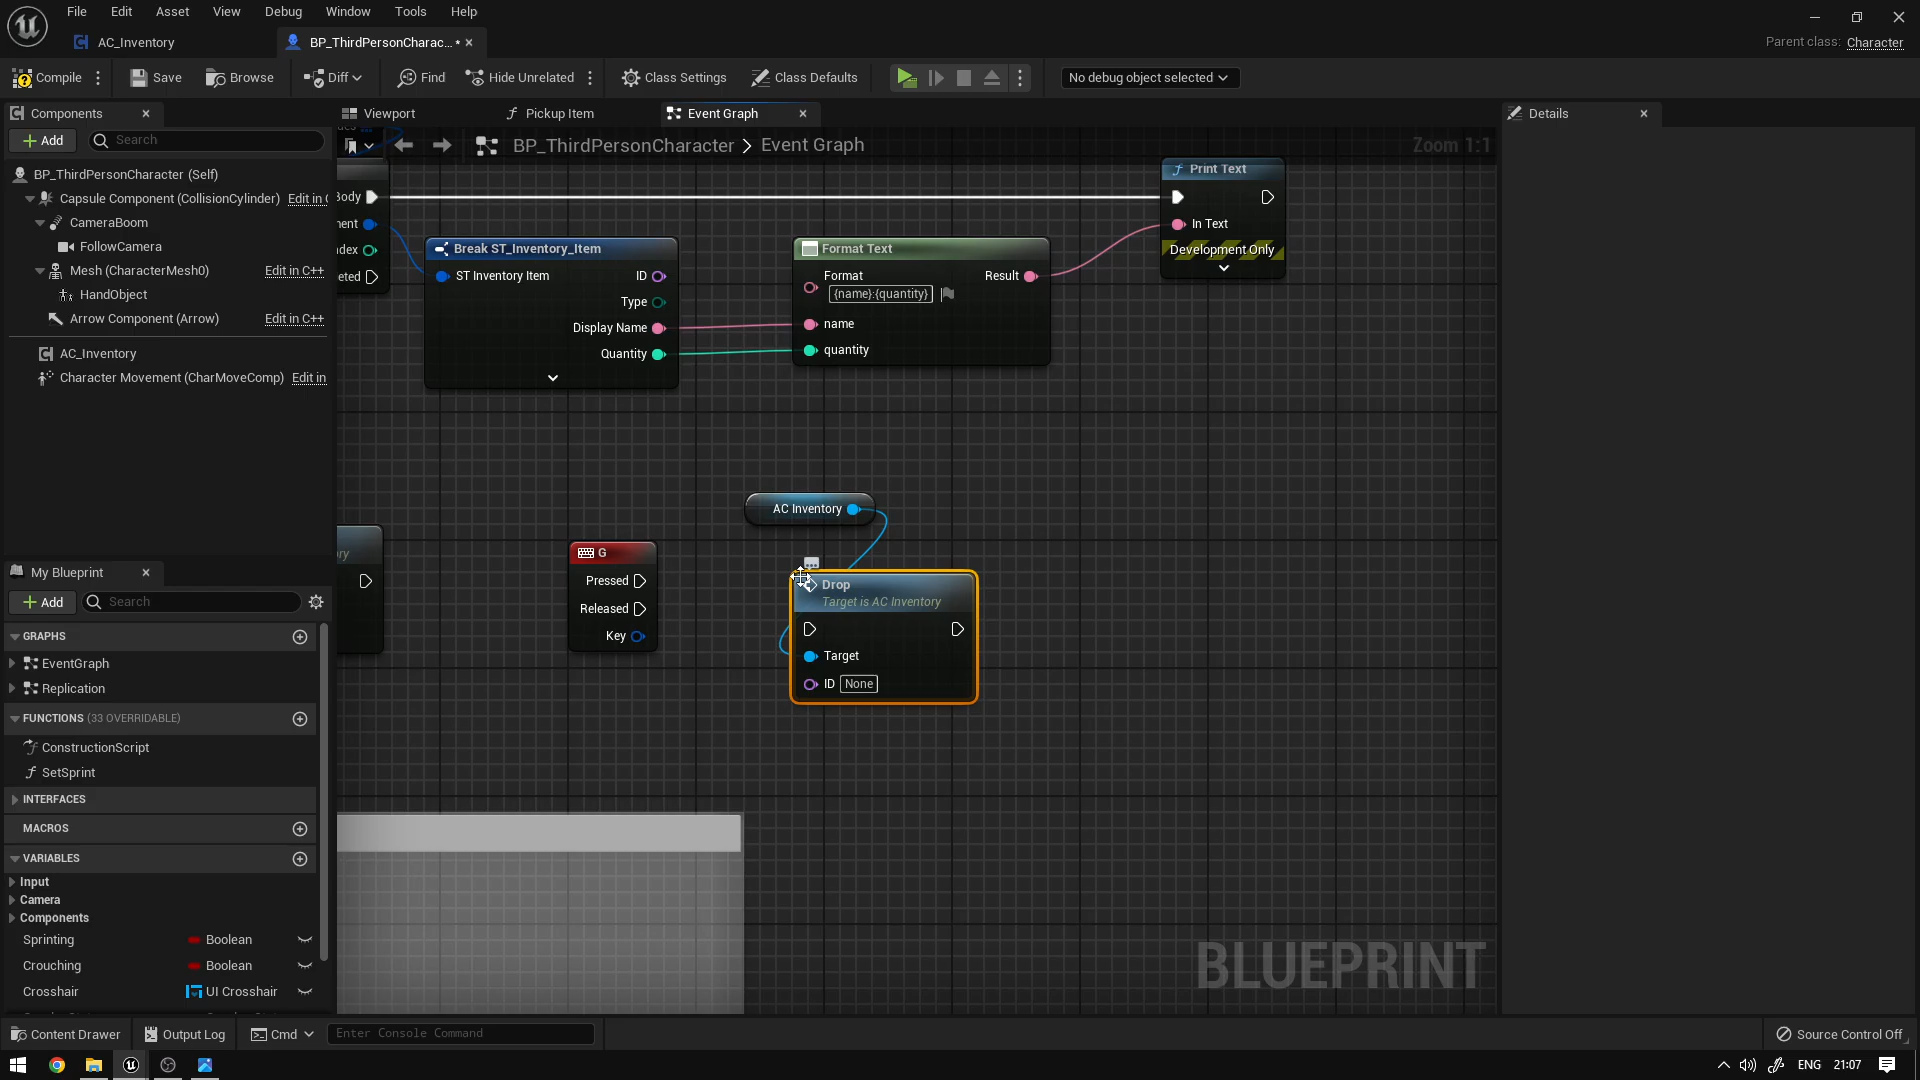 File Edit Asset View Debug Window Tools Help
AC_Inventory
BP_ThirdPersonCharac... *
Parent class: Character
Compile
Save
Browse
Diff
Find
Hide Unrelated
Class Settings
Class Defaults
No debug object selected
Components
Add
Search
BP_ThirdPersonCharacter (Self)
Capsule Component (CollisionCylinder) Edit in C
CameraBoom
FollowCamera
Mesh (CharacterMesh0) Edit in C++
HandObject
Arrow Component (Arrow) Edit in C++
AC_Inventory
Character Movement (CharMoveComp) Edit in
My Blueprint
Add
Search
GRAPHS
EventGraph
Replication
FUNCTIONS (33 OVERRIDABLE)
ConstructionScript
SetSprint
INTERFACES
MACROS
VARIABLES
Input
Camera
Components
Sprinting Boolean
Crouching Boolean
Crosshair UI Crosshair
Viewport
Pickup Item
Event Graph
BP_ThirdPersonCharacter > Event Graph
Zoom 1:1
Body
ment
ndex
eted
Break ST_Inventory_Item
ST Inventory Item
ID
Type
Display Name
Quantity
Format Text
Format
{name}:{quantity}
Result
name
quantity
Print Text
In Text
Development Only
ry
G
Pressed
Released
Key
AC Inventory
Drop
Target is AC Inventory
Target
ID None
BLUEPRINT
Details
Content Drawer
Output Log
Cmd
Enter Console Command
Source Control Off
ENG
21:07